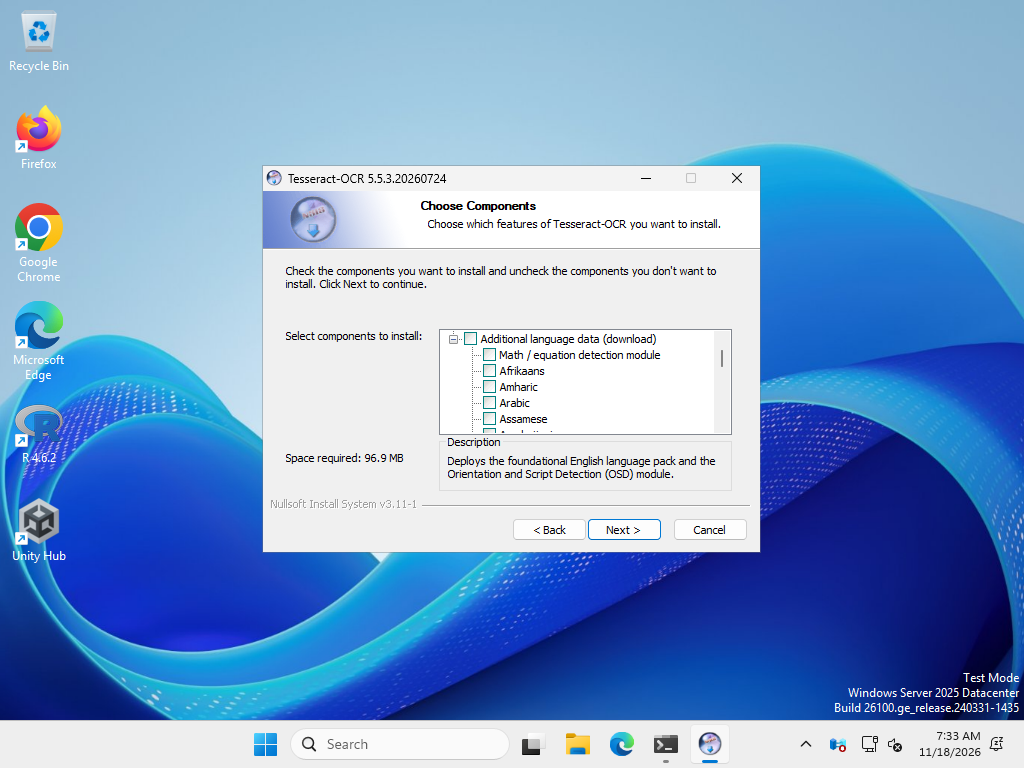 Recycle Bin
Firefox
Google
Chrome
Microsoft
Edge
R 4.6.2
Unity Hub
Tesseract-OCR 5.5.3.20260724
Choose Components
Choose which features of Tesseract-OCR you want to install.
Check the components you want to install and uncheck the components you don't want to
install. Click Next to continue.
Select components to install:
Additional language data (download)
Math / equation detection module
Afrikaans
Amharic
Arabic
Assamese
Space required: 96.9 MB
Description
Deploys the foundational English language pack and the
Orientation and Script Detection (OSD) module.
Nullsoft Install System v3.11-1
< Back
Next >
Cancel
Test Mode
Windows Server 2025 Datacenter
Build 26100.ge_release.240331-1435
Search
7:33 AM
11/18/2026